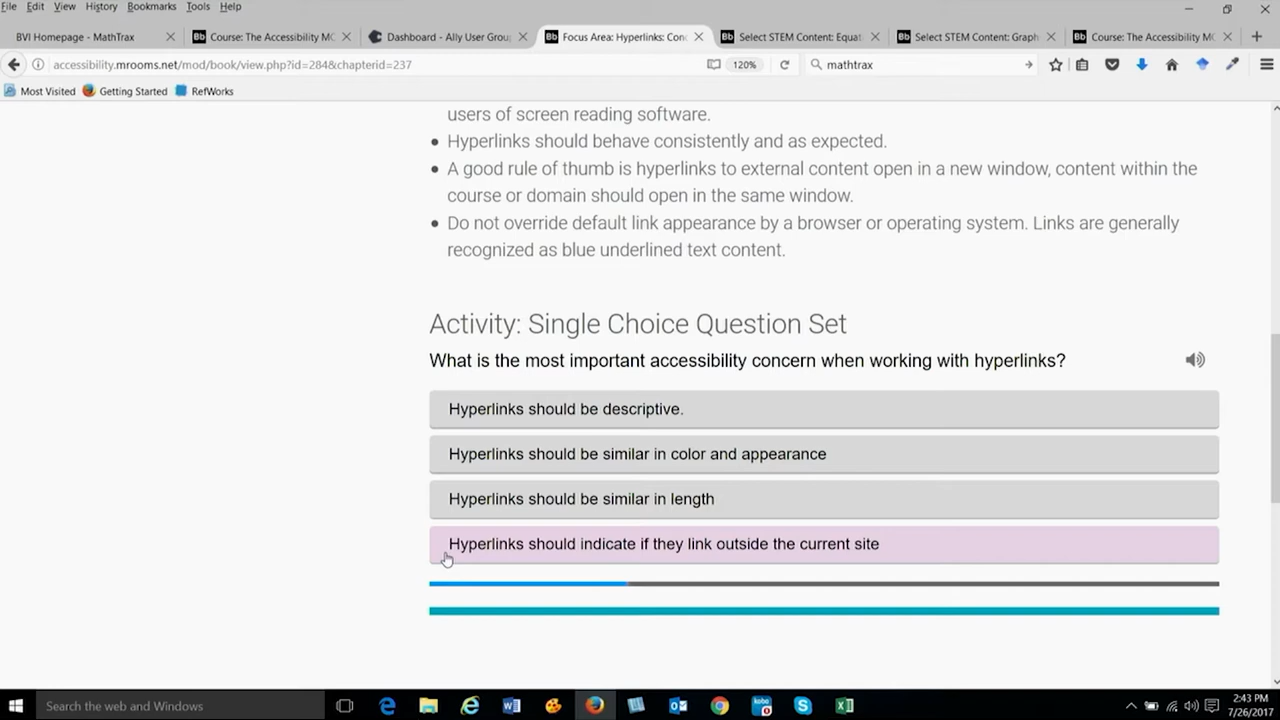 File Edit View History Bookmarks Tools Help
BVI Homepage - MathTrax
Course: The Accessibility MO
Dashboard - Ally User Grou
Focus Area: Hyperlinks: Con
Select STEM Content: Equat
Select STEM Content: Graph
Course: The Accessibility MO
accessibility.mrooms.net/mod/book/view.php?id=284&chapterid=237
120%
mathtrax
Most Visited Getting Started RefWorks
users of screen reading software.
Hyperlinks should behave consistently and as expected.
A good rule of thumb is hyperlinks to external content open in a new window, content within the
course or domain should open in the same window.
Do not override default link appearance by a browser or operating system. Links are generally
recognized as blue underlined text content.
Activity: Single Choice Question Set
What is the most important accessibility concern when working with hyperlinks?
Hyperlinks should be descriptive.
Hyperlinks should be similar in color and appearance
Hyperlinks should be similar in length
Hyperlinks should indicate if they link outside the current site
Search the web and Windows
kobo
2:43 PM
7/26/2017